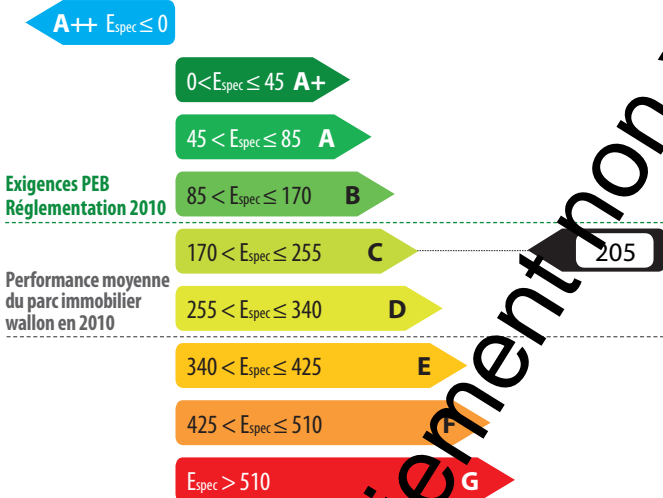 A++ Espec ≤ 0
0<Espec ≤ 45 A+
45 < Espec ≤ 85 A
Exigences PEB
Réglementation 2010
85 < Espec ≤ 170 B
170 < Espec ≤ 255 C
205
Performance moyenne
du parc immobilier
wallon en 2010
255 < Espec ≤ 340 D
340 < Espec ≤ 425 E
425 < Espec ≤ 510 F
Espec > 510 G
non